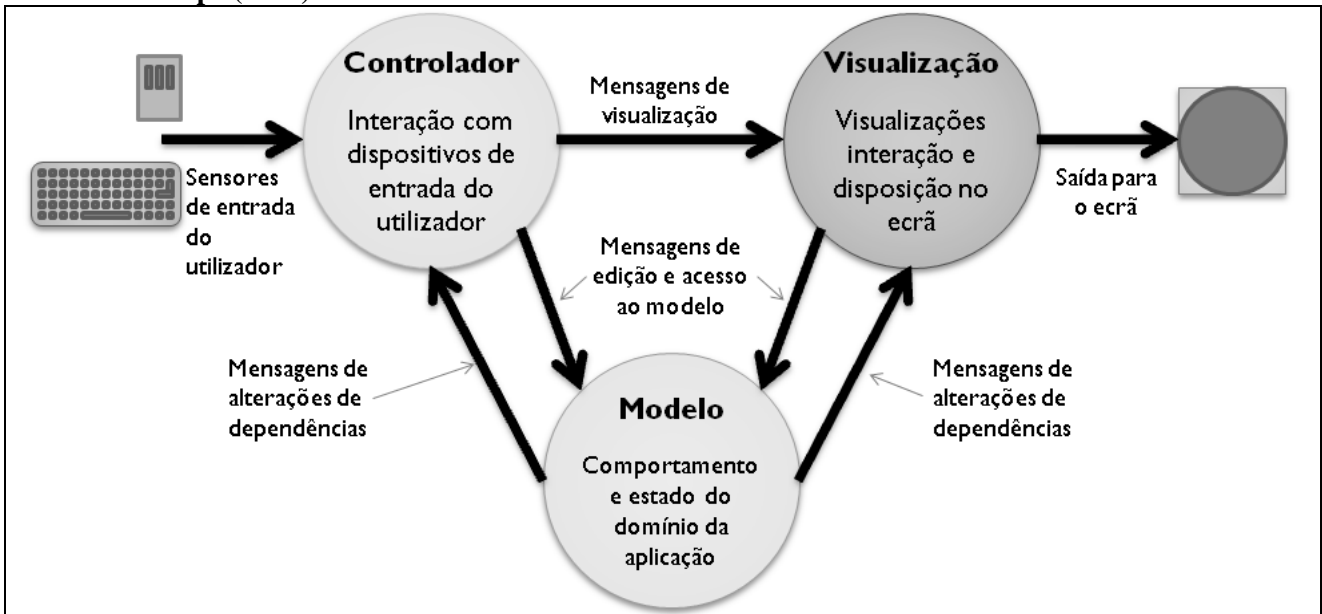 Controlador
Interação com
dispositivos de
entrada do
utilizador
Mensagens de
visualização
Visualização
Visualizações
interação e
disposição no
ecrã
Sensores
de entrada
do
utilizador
Saída para
o ecrã
Mensagens de
edição e acesso
ao modelo
Mensagens de
alterações de
dependências
Mensagens de
alterações de
dependências
Modelo
Comportamento
e estado do
domínio da
aplicação